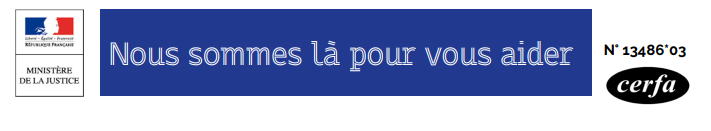 Liberté • Égalité • Fraternité
RÉPUBLIQUE FRANÇAISE
MINISTÈRE
DE LA JUSTICE
Nous sommes là pour vous aider
N° 13486*03
cerfa